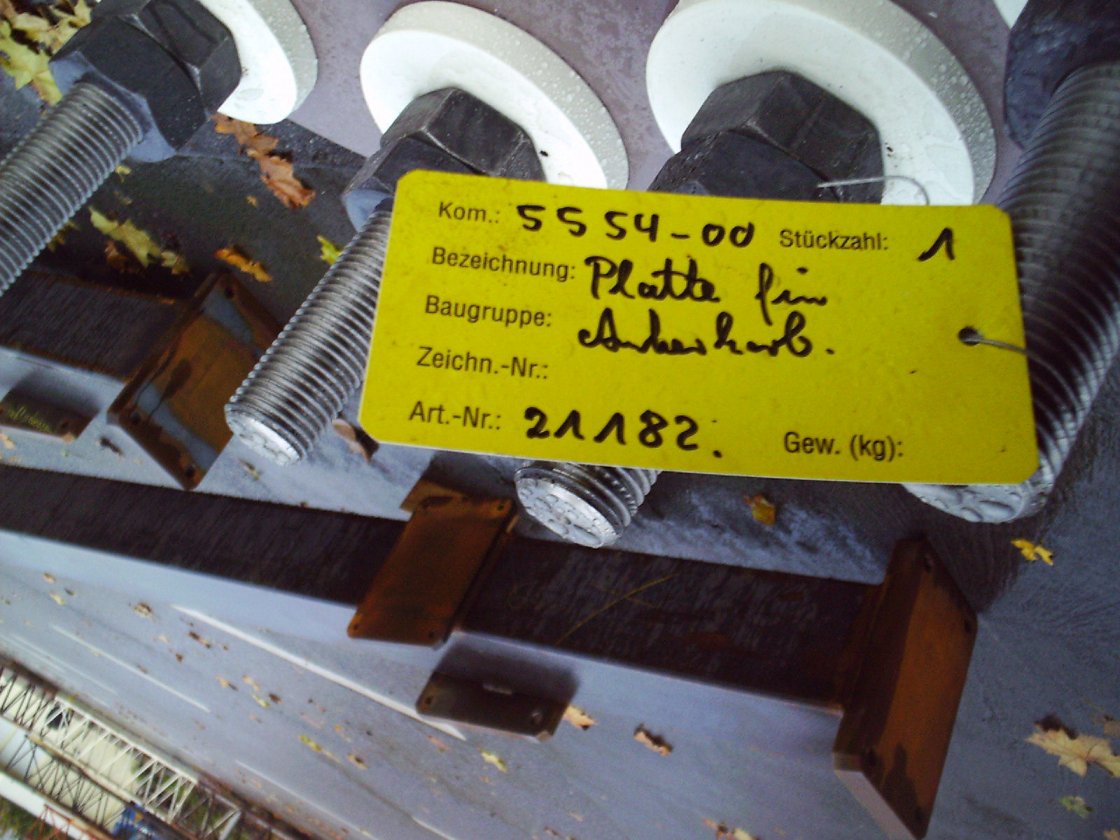 Kom.: 5554-00 Stückzahl: 1
Bezeichnung: Platte für
Baugruppe: Ankerkorb.
Zeichn.-Nr.:
Art.-Nr.: 21182. Gew. (kg):